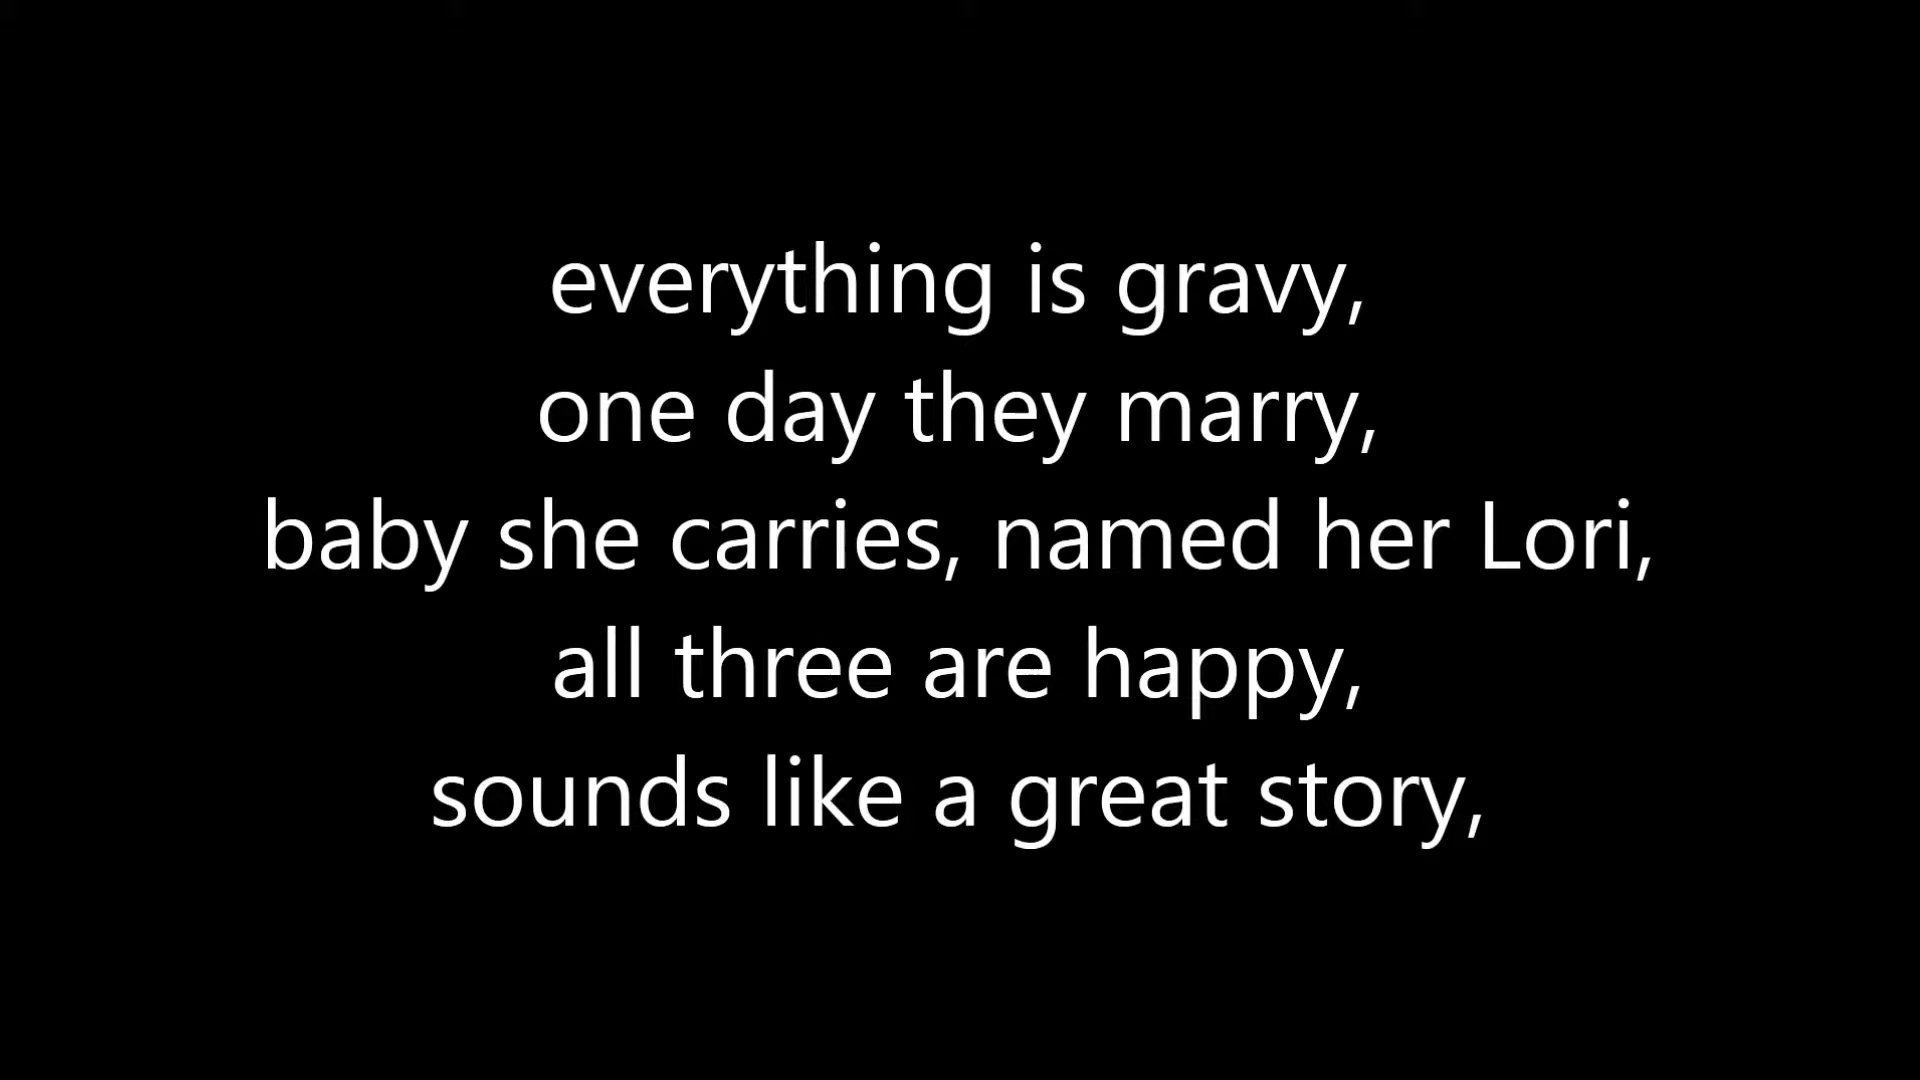 everything is gravy,
one day they marry,
baby she carries, named her Lori,
all three are happy,
sounds like a great story,